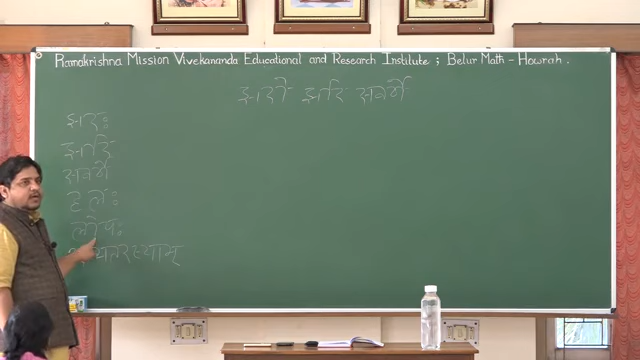 Ramakrishna Mission Vivekananda Educational and Research Institute ; Belur Math - Howrah .
झरो झरि सवर्णे
झरः
झरि
सवर्णे
हलः
लोपः